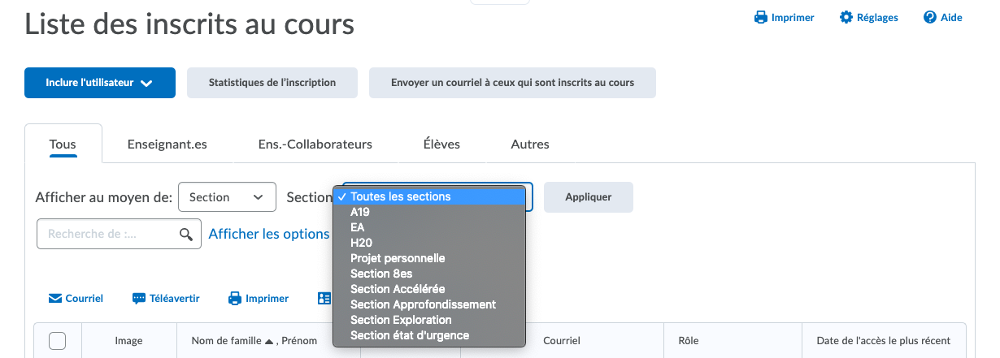 Liste des inscrits au cours
Imprimer Réglages Aide
Inclure l'utilisateur Statistiques de l'inscription Envoyer un courriel à ceux qui sont inscrits au cours
Tous Enseignant.es Ens.-Collaborateurs Élèves Autres
Afficher au moyen de: Section Section Appliquer
✓ Toutes les sections
A19
EA
H20
Projet personnelle
Section 8es
Section Accélérée
Section Approfondissement
Section Exploration
Section état d'urgence
Recherche de :... Afficher les options
Courriel Téléavertir Imprimer
Image Nom de famille ▲ , Prénom Courriel Rôle Date de l'accès le plus récent